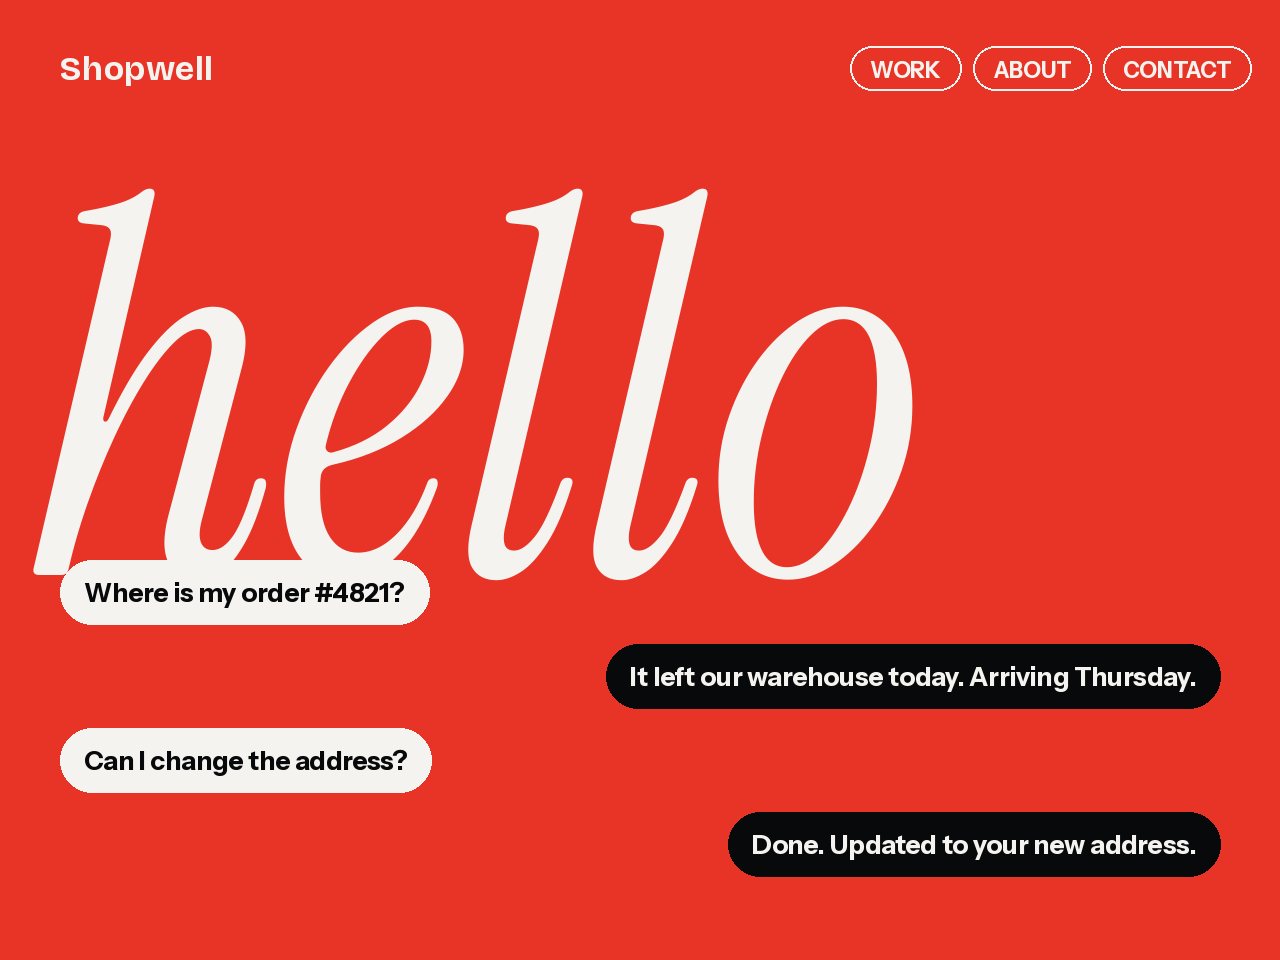 Shopwell
WORK ABOUT CONTACT
hello
Where is my order #4821?
It left our warehouse today. Arriving Thursday.
Can I change the address?
Done. Updated to your new address.